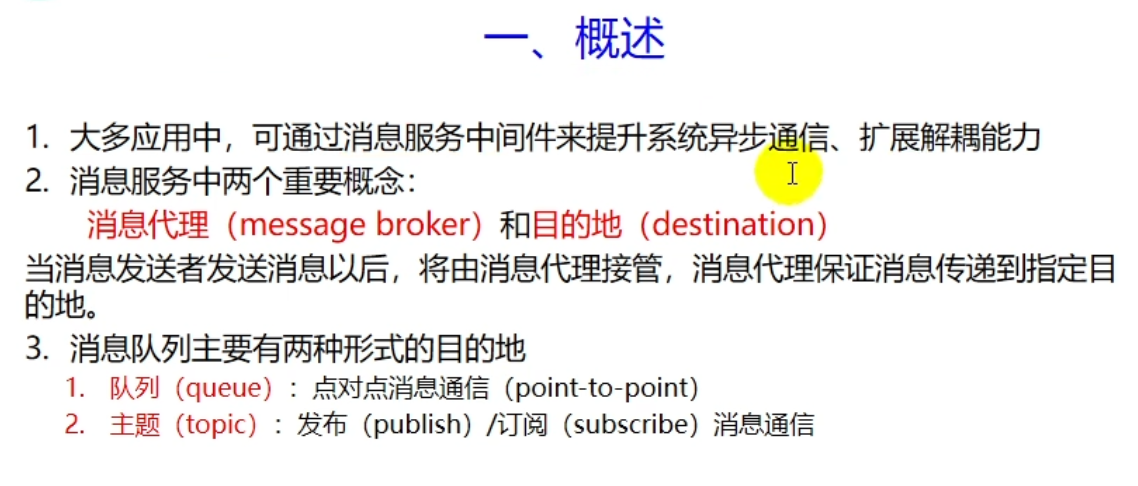 一、概述
1. 大多应用中，可通过消息服务中间件来提升系统异步通信、扩展解耦能力
2. 消息服务中两个重要概念：
消息代理（message broker）和目的地（destination）
当消息发送者发送消息以后，将由消息代理接管，消息代理保证消息传递到指定目
的地。
3. 消息队列主要有两种形式的目的地
1. 队列（queue）：点对点消息通信（point-to-point）
2. 主题（topic）：发布（publish）/订阅（subscribe）消息通信